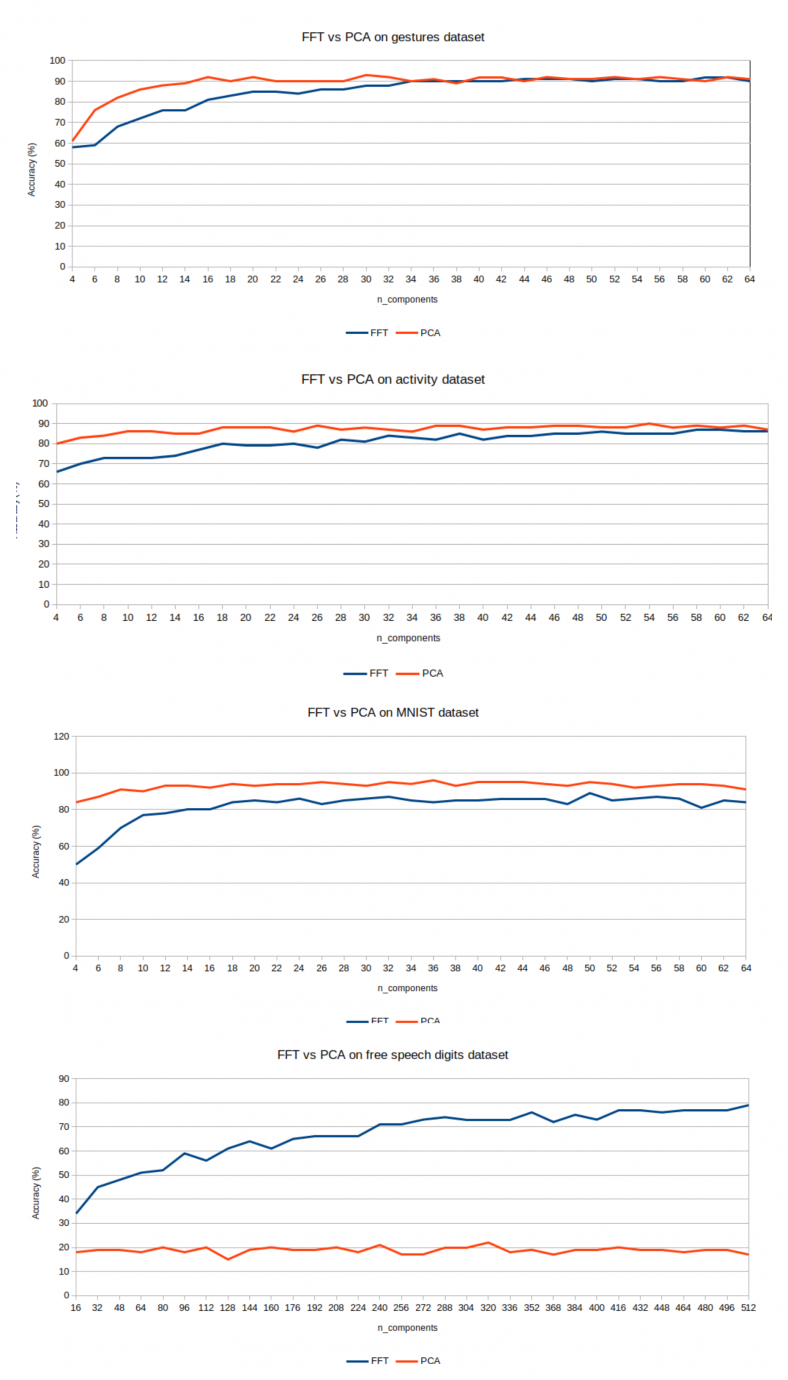 FFT vs PCA on gestures dataset
100
90
80
70
60
50
40
30
20
10
0
Accuracy (%)
4 6 8 10 12 14 16 18 20 22 24 26 28 30 32 34 36 38 40 42 44 46 48 50 52 54 56 58 60 62 64
n_components
FFT PCA
FFT vs PCA on activity dataset
100
90
80
70
60
50
40
30
20
10
0
4 6 8 10 12 14 16 18 20 22 24 26 28 30 32 34 36 38 40 42 44 46 48 50 52 54 56 58 60 62 64
n_components
FFT PCA
FFT vs PCA on MNIST dataset
120
100
80
60
40
20
0
Accuracy (%)
4 6 8 10 12 14 16 18 20 22 24 26 28 30 32 34 36 38 40 42 44 46 48 50 52 54 56 58 60 62 64
n_components
FFT PCA
FFT vs PCA on free speech digits dataset
90
80
70
60
50
40
30
20
10
0
Accuracy (%)
16 32 48 64 80 96 112 128 144 160 176 192 208 224 240 256 272 288 304 320 336 352 368 384 400 416 432 448 464 480 496 512
n_components
FFT PCA